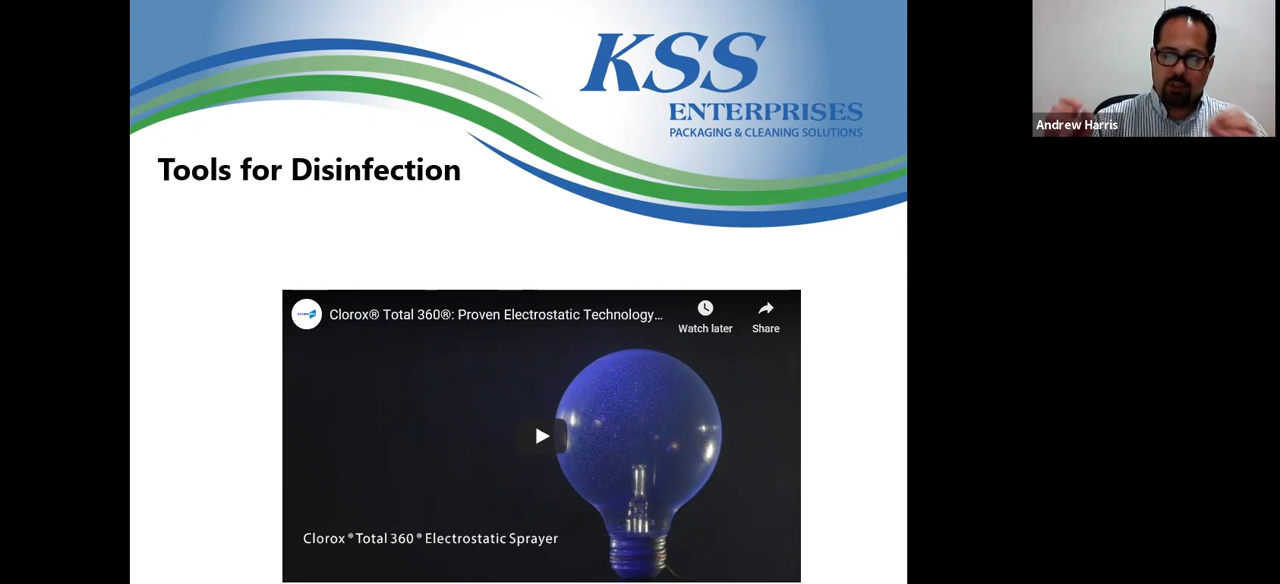 KSS
ENTERPRISES
PACKAGING & CLEANING SOLUTIONS
Andrew Harris
Tools for Disinfection
Clorox® Total 360®: Proven Electrostatic Technology...
Watch later
Share
Clorox® Total 360® Electrostatic Sprayer